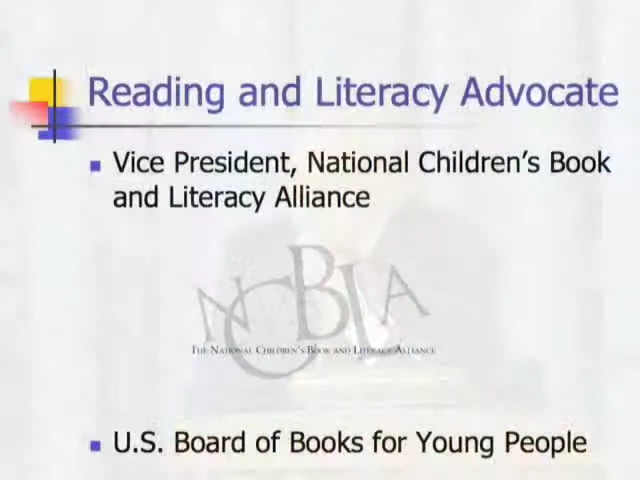 Reading and Literacy Advocate
Vice President, National Children's Book
and Literacy Alliance
NCBLA
The National Children's Book and Literacy Alliance
U.S. Board of Books for Young People